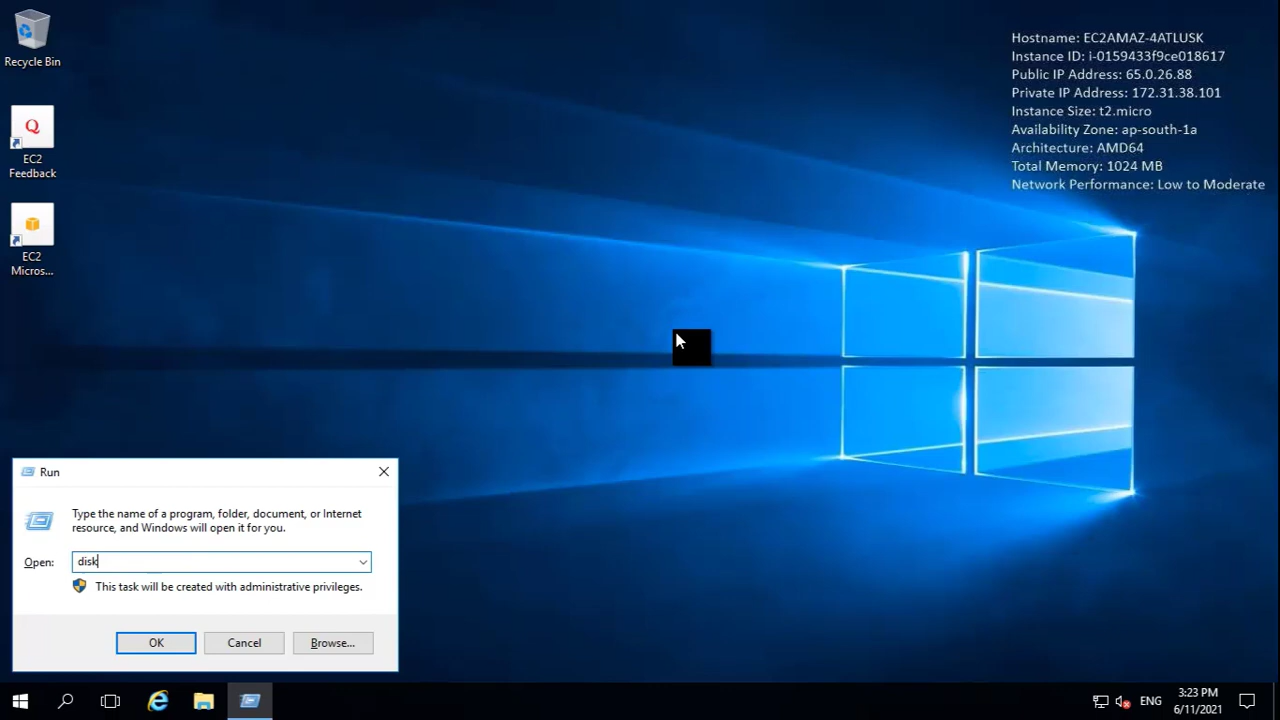 Recycle Bin
EC2
Feedback
EC2
Micros...
Hostname: EC2AMAZ-4ATLUSK
Instance ID: i-0159433f9ce018617
Public IP Address: 65.0.26.88
Private IP Address: 172.31.38.101
Instance Size: t2.micro
Availability Zone: ap-south-1a
Architecture: AMD64
Total Memory: 1024 MB
Network Performance: Low to Moderate
Run
Type the name of a program, folder, document, or Internet
resource, and Windows will open it for you.
Open: disk
This task will be created with administrative privileges.
OK Cancel Browse...
ENG
3:23 PM
6/11/2021